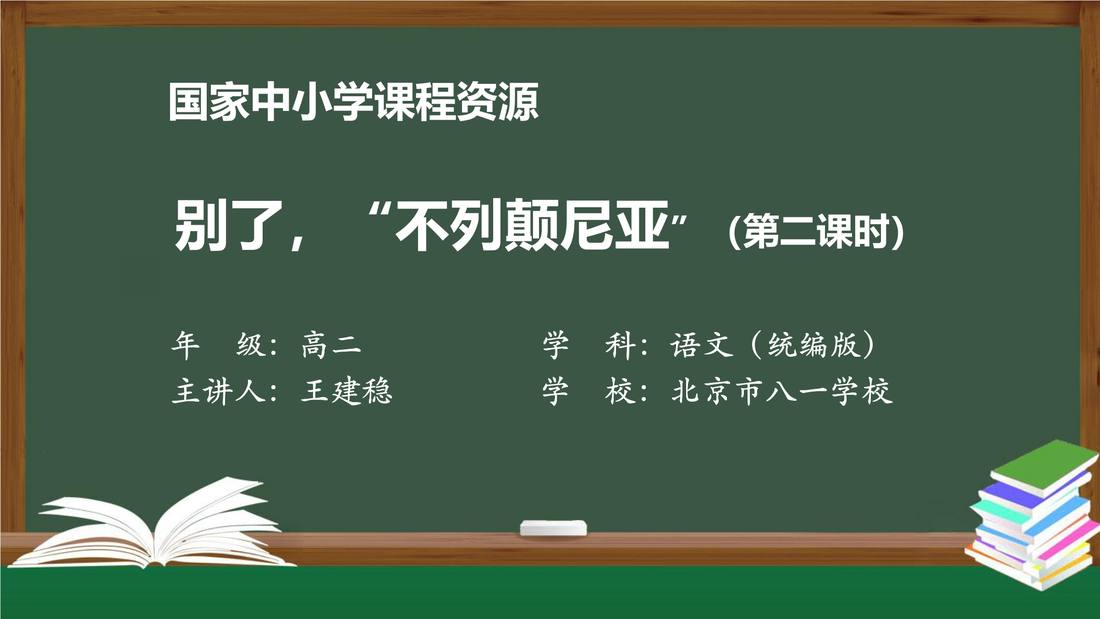 国家中小学课程资源
别了，“不列颠尼亚”（第二课时）
年 级：高二 学 科：语文（统编版）
主讲人：王建稳 学 校：北京市八一学校